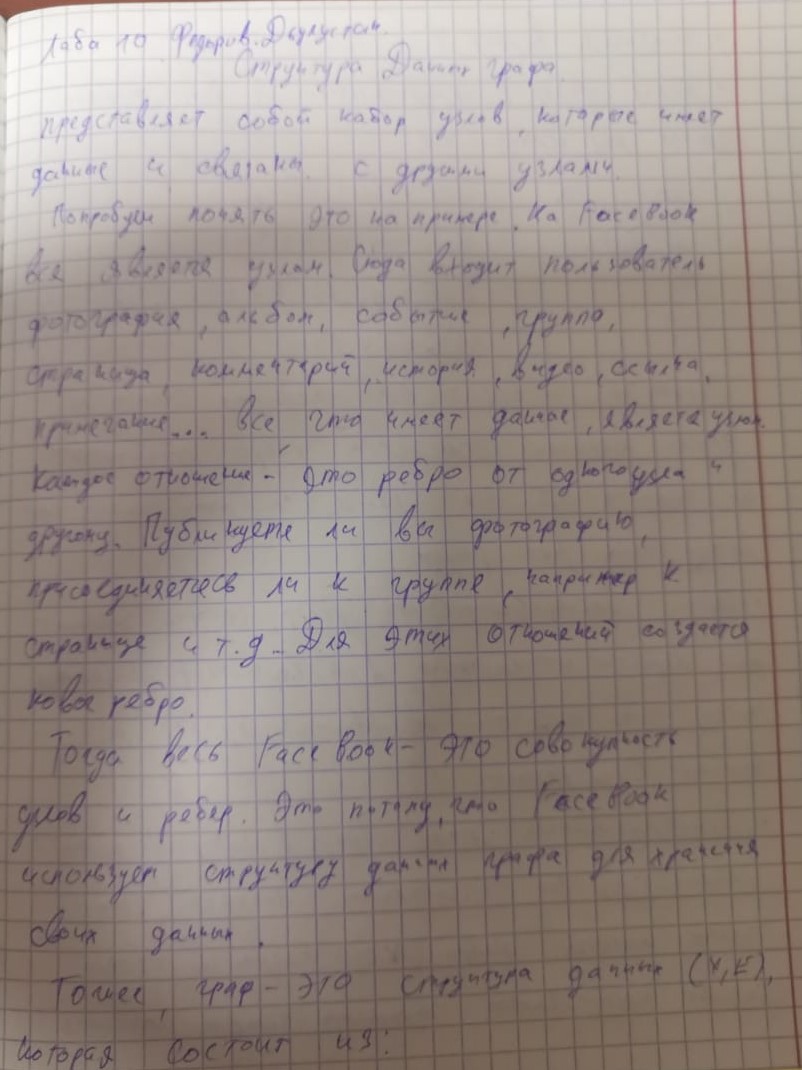 Лаба 10 Федоров.
Структура Данных графа.
представляет собой набор узлов, которые имеет
данные и связаны с другими узлами.
Попробуем понять это на примере. На FaceBook
все является узлом. Сюда входит пользователь
фотография, альбом, событие, группа,
страница, комментарий, история, видео, ссылка,
примечание... все, что имеет данные, является узлом.
Каждое отношение - это ребро от одного узла к
другому. Публикуете ли вы фотографию,
присоединяетесь ли к группе, например к
странице и т.д.. Для этих отношений создается
новое ребро.
Тогда весь FaceBook - это совокупность
узлов и ребер. Это потому, что FaceBook
использует структуру данных графа для хранения
своих данных.
Точнее, граф - это структура данных (V,E),
которая состоит из: